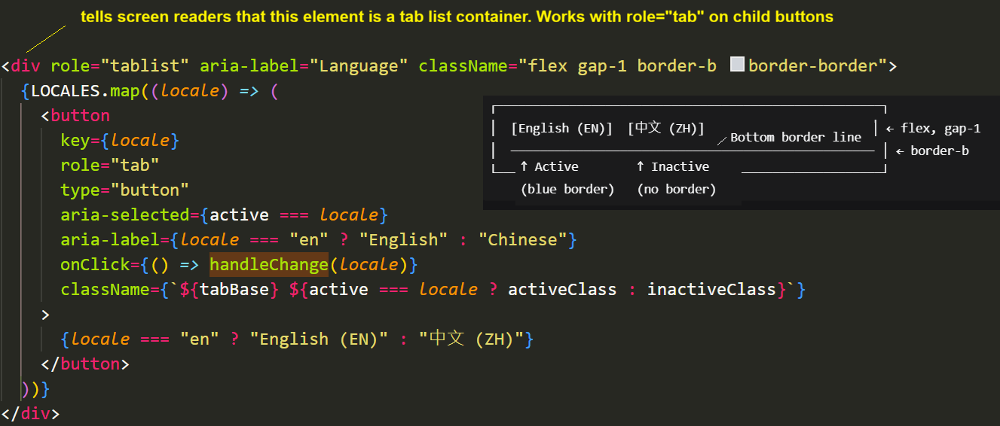 tells screen readers that this element is a tab list container. Works with role="tab" on child buttons
<div role="tablist" aria-label="Language" className="flex gap-1 border-b border-border">
{LOCALES.map((locale) => (
<button
key={locale}
role="tab"
type="button"
aria-selected={active === locale}
aria-label={locale === "en" ? "English" : "Chinese"}
onClick={() => handleChange(locale)}
className={`${tabBase} ${active === locale ? activeClass : inactiveClass}`}
>
{locale === "en" ? "English (EN)" : "中文 (ZH)"}
</button>
))}
</div>
[English (EN)] [中文 (ZH)] ← flex, gap-1
Bottom border line
← border-b
↑ Active ↑ Inactive
(blue border) (no border)